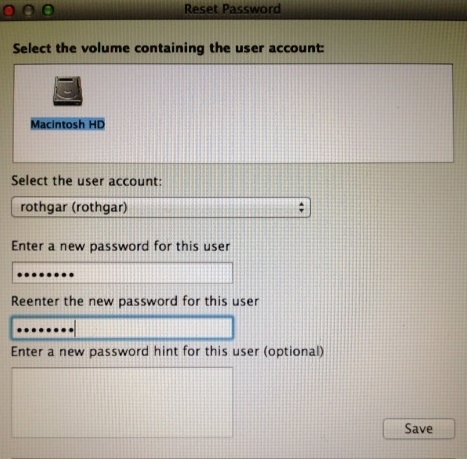 Reset Password
Select the volume containing the user account:
Macintosh HD
Select the user account:
rothgar (rothgar)
Enter a new password for this user
••••••••
Reenter the new password for this user
••••••••
Enter a new password hint for this user (optional)
Save